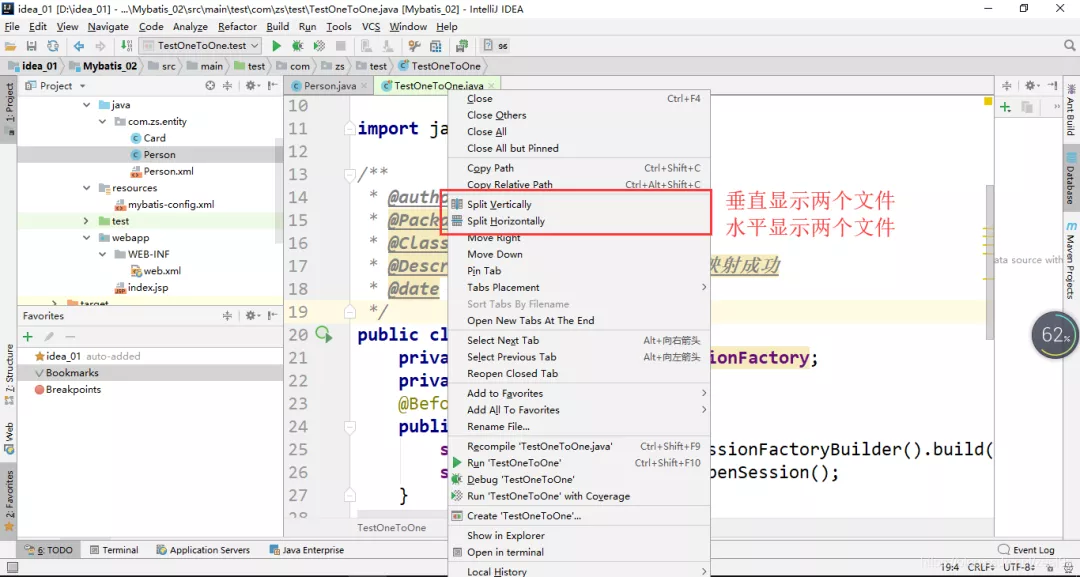 idea_01 [D:\idea_01] - ...\Mybatis_02\src\main\test\com\zs\test\TestOneToOne.java [Mybatis_02] - IntelliJ IDEA
File Edit View Navigate Code Analyze Refactor Build Run Tools VCS Window Help
TestOneToOne.test
idea_01 Mybatis_02 src main test com zs test TestOneToOne
Project
Person.java
TestOneToOne.java
1: Project
java
com.zs.entity
Card
Person
Person.xml
resources
mybatis-config.xml
test
webapp
WEB-INF
web.xml
index.jsp
target
Favorites
idea_01 auto-added
Bookmarks
Breakpoints
Z: Structure
Web
2: Favorites
10
11 import ja
12
13 /**
14 * @autho
15 * @Packa
16 * @Class
17 * @Descr 映射成功
18 * @date
19 */
20 public cl
21 priva ionFactory;
22 priva
23 @Befo
24 publi
25 s ssionFactoryBuilder().build(
26 s penSession();
27 }
28
TestOneToOne
Close Ctrl+F4
Close Others
Close All
Close All but Pinned
Copy Path Ctrl+Shift+C
Copy Relative Path Ctrl+Alt+Shift+C
Split Vertically
Split Horizontally
垂直显示两个文件
水平显示两个文件
Move Right
Move Down
Pin Tab
Tabs Placement
Sort Tabs By Filename
Open New Tabs At The End
Select Next Tab Alt+向右箭头
Select Previous Tab Alt+向左箭头
Reopen Closed Tab
Add to Favorites
Add All To Favorites
Rename File...
Recompile 'TestOneToOne.java' Ctrl+Shift+F9
Run 'TestOneToOne' Ctrl+Shift+F10
Debug 'TestOneToOne'
Run 'TestOneToOne' with Coverage
Create 'TestOneToOne'...
Show in Explorer
Open in terminal
Local History
Ant Build
Database
Maven Projects
ata source with
62%
6: TODO Terminal Application Servers Java Enterprise Event Log
19:4 CRLF÷ UTF-8÷